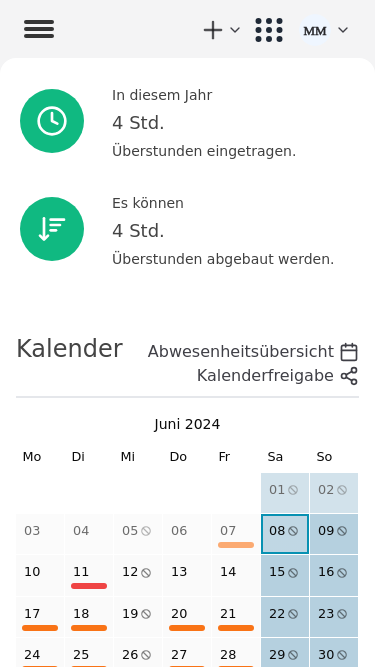 MM
In diesem Jahr
4 Std.
Überstunden eingetragen.
Es können
4 Std.
Überstunden abgebaut werden.
Kalender
Abwesenheitsübersicht
Kalenderfreigabe
Juni 2024
Mo Di Mi Do Fr Sa So
01 02
03 04 05 06 07 08 09
10 11 12 13 14 15 16
17 18 19 20 21 22 23
24 25 26 27 28 29 30